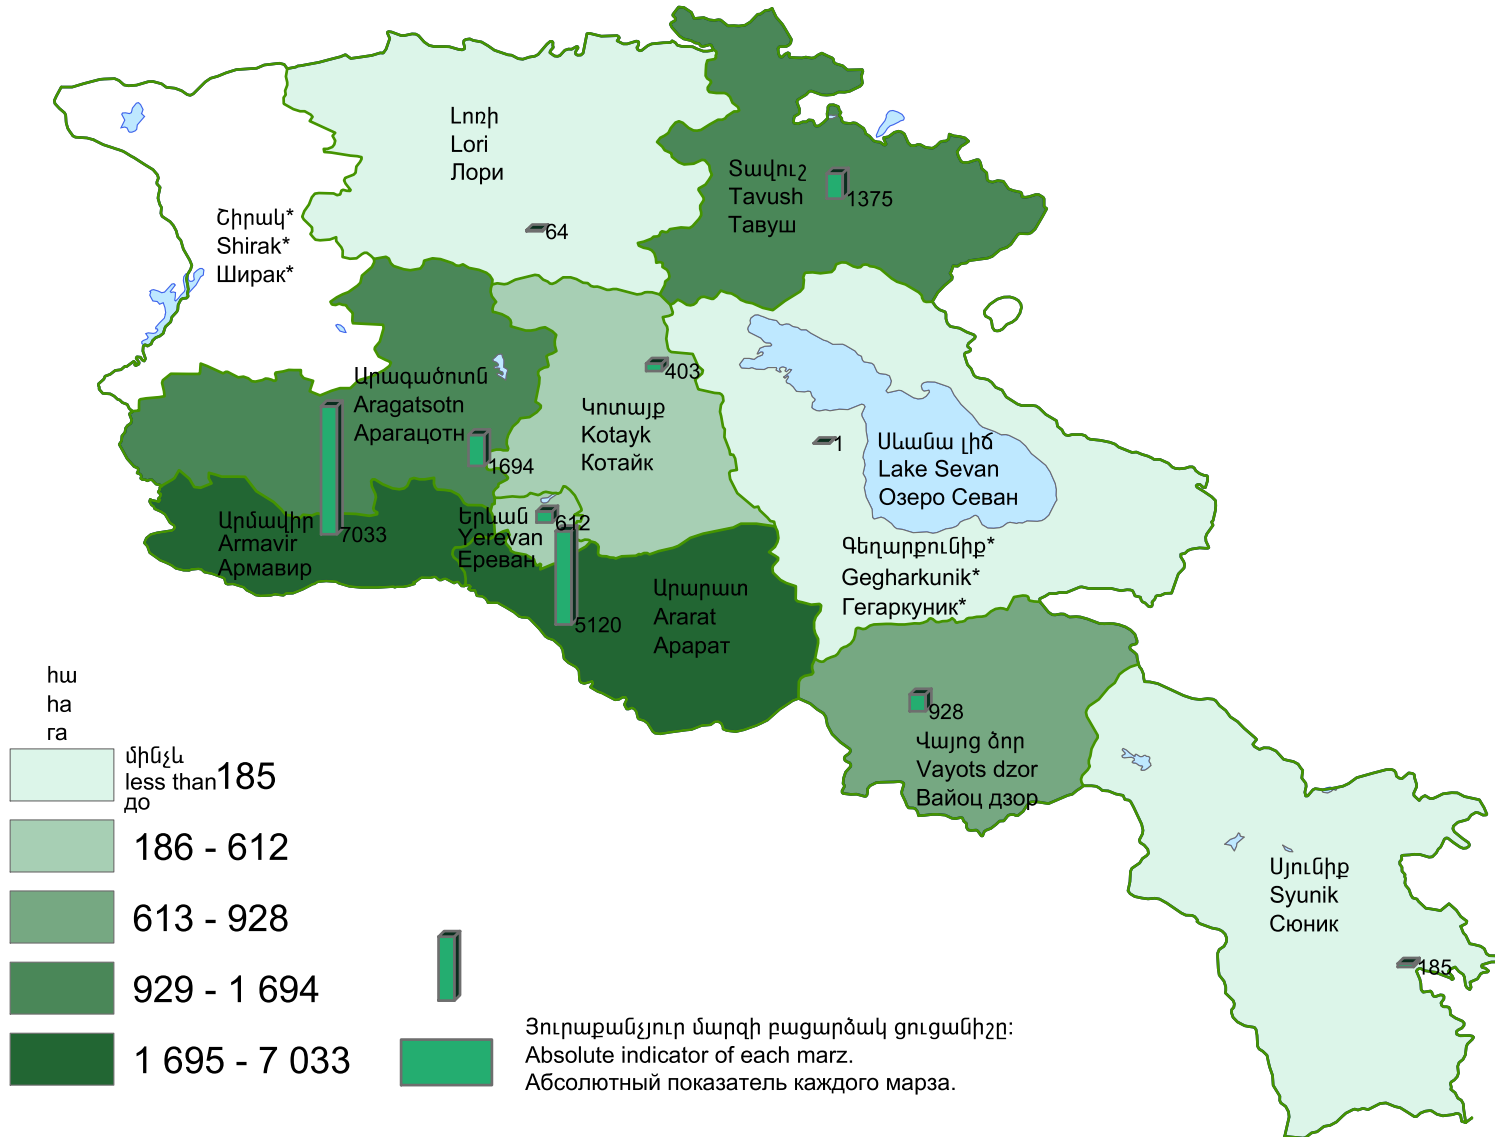 Լոռի
Lori
Лори
64
Տավուշ
Tavush
Тавуш
1375
Շիրակ*
Shirak*
Ширак*
Արագածոտն
Aragatsotn
Арагацотн
1694
403
Կոտայք
Kotayk
Котайк
1
Սևանա լիճ
Lake Sevan
Озеро Севан
Գեղարքունիք*
Gegharkunik*
Гегаркуник*
Արմավիր
Armavir
Армавир
7033
Երևան
Yerevan
Ереван
612
5120
Արարատ
Ararat
Арарат
928
Վայոց ձոր
Vayots dzor
Вайоц дзор
Սյունիք
Syunik
Сюник
185
հա
ha
га
մինչև
less than 185
до
186 - 612
613 - 928
929 - 1 694
1 695 - 7 033
Յուրաքանչյուր մարզի բացարձակ ցուցանիշը:
Absolute indicator of each marz.
Абсолютный показатель каждого марза.